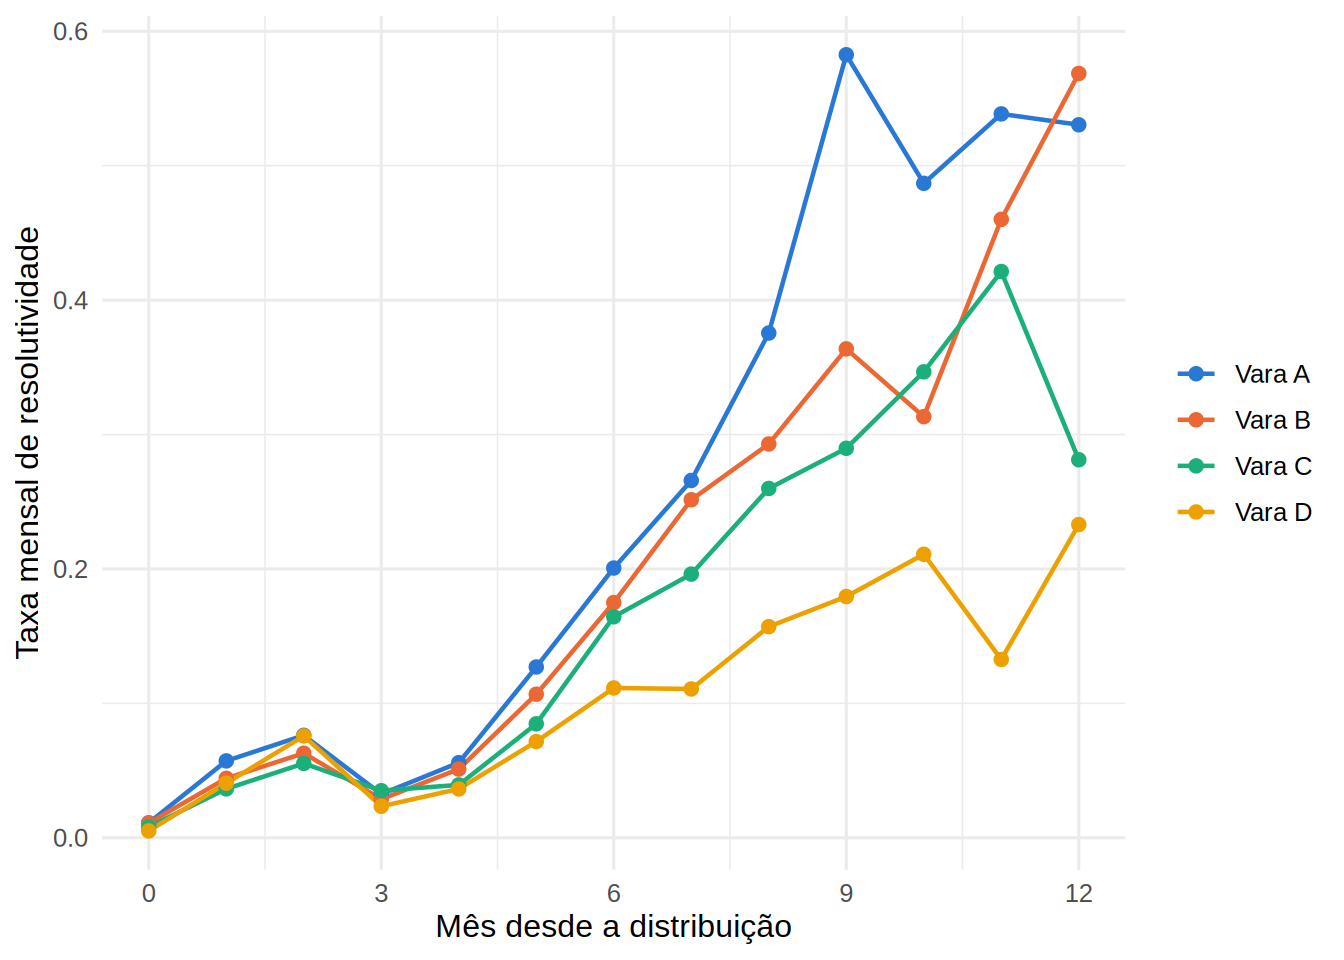 Taxa mensal de resolutividade
0.6
0.4
0.2
0.0
0 3 6 9 12
Mês desde a distribuição
Vara A
Vara B
Vara C
Vara D